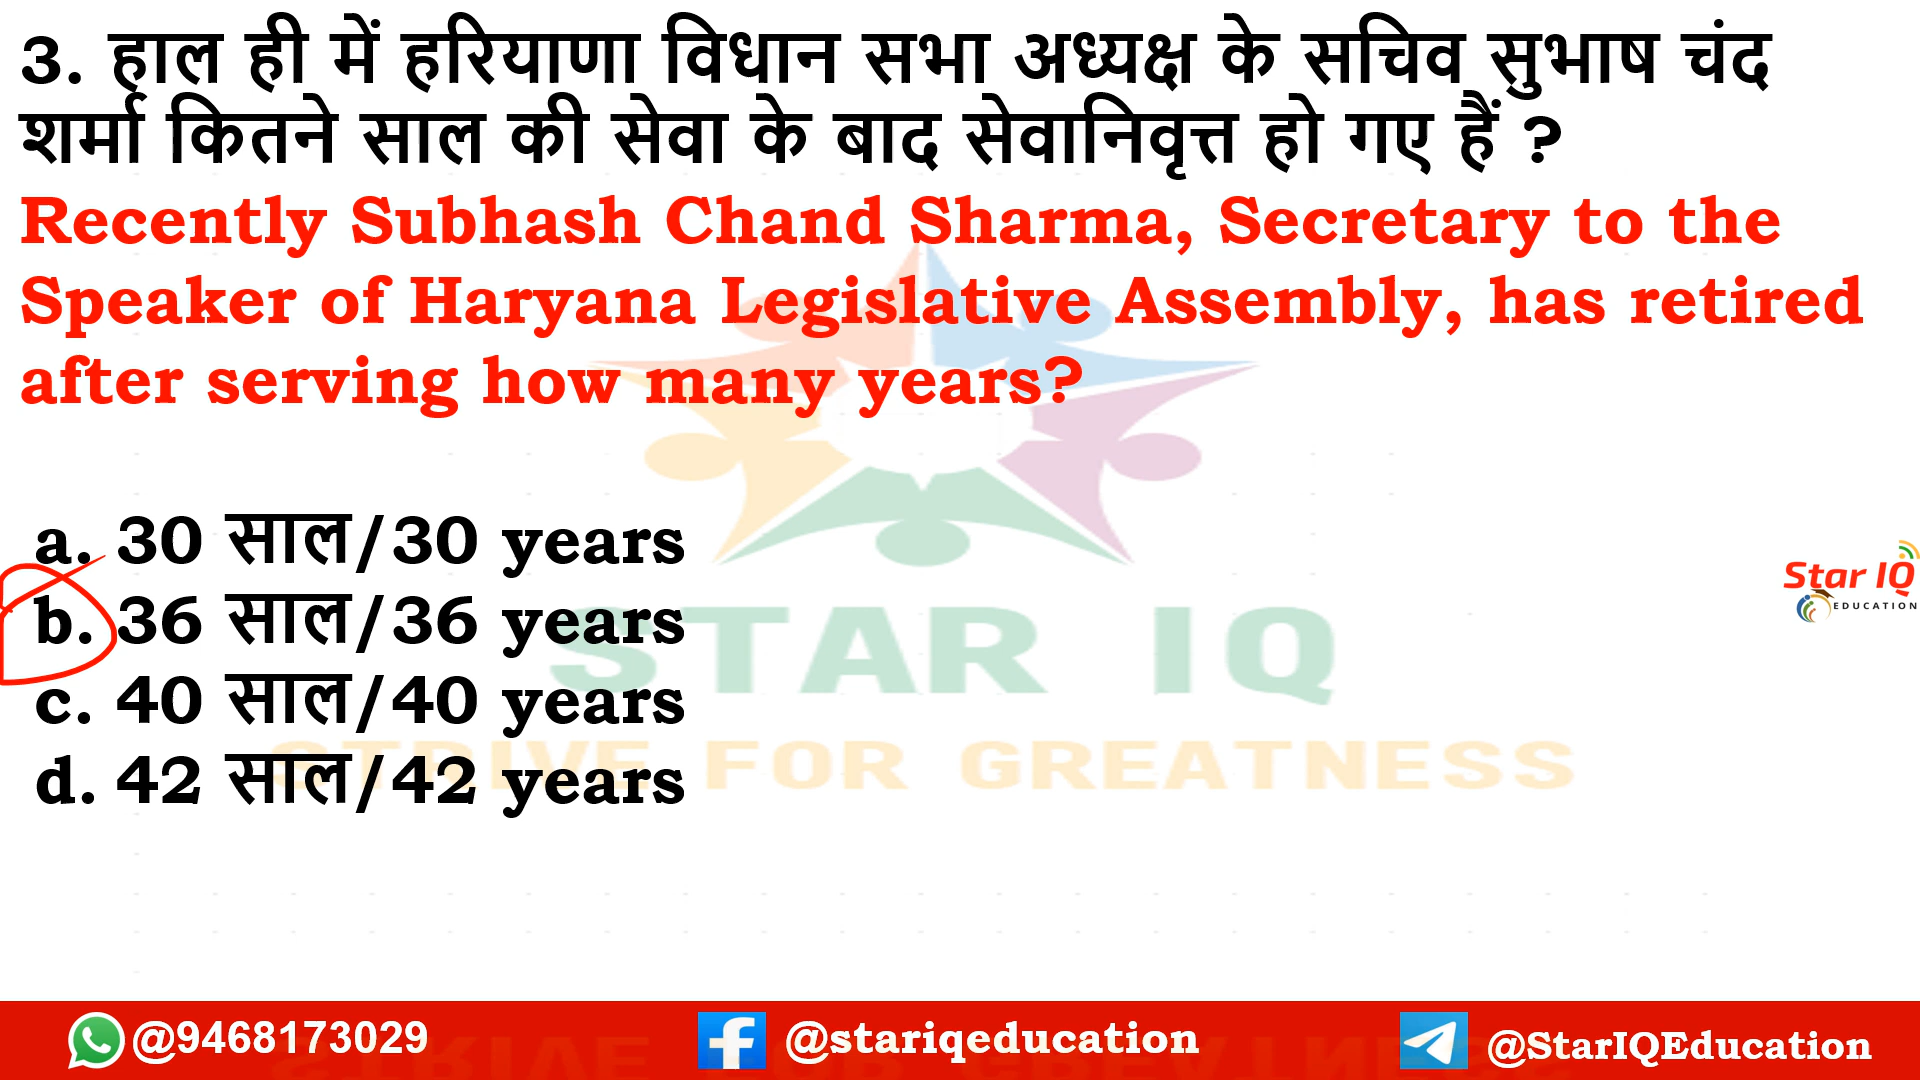 3. हाल ही में हरियाणा विधान सभा अध्यक्ष के सचिव सुभाष चंद
शर्मा कितने साल की सेवा के बाद सेवानिवृत्त हो गए हैं ?
Recently Subhash Chand Sharma, Secretary to the
Speaker of Haryana Legislative Assembly, has retired
after serving how many years?
a. 30 साल/30 years
b. 36 साल/36 years
c. 40 साल/40 years
d. 42 साल/42 years
STAR IQ
STRIVE FOR GREATNESS
Star IQ
EDUCATION
@9468173029
@stariqeducation
@StarIQEducation